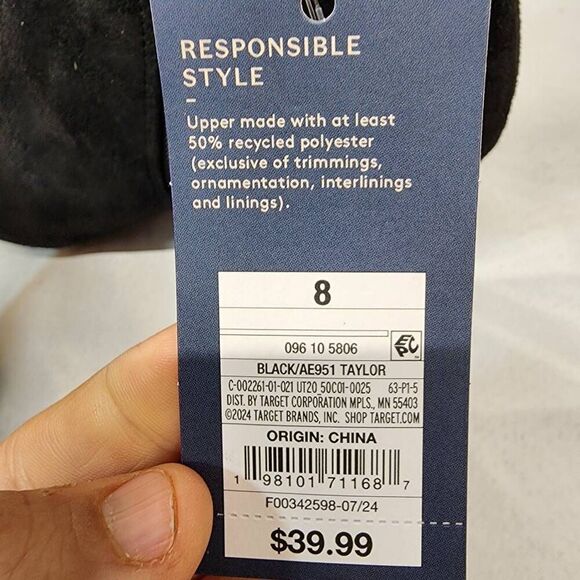 RESPONSIBLE
STYLE
–
Upper made with at least
50% recycled polyester
(exclusive of trimmings,
ornamentation, interlinings
and linings).
8
096 10 5806
EPC
BLACK/AE951 TAYLOR
C-002261-01-021 UT20 50C01-0025 63-P1-5
DIST. BY TARGET CORPORATION MPLS., MN 55403
©2024 TARGET BRANDS, INC. SHOP TARGET.COM
ORIGIN: CHINA
1 98101 71168 7
F00342598-07/24
$39.99